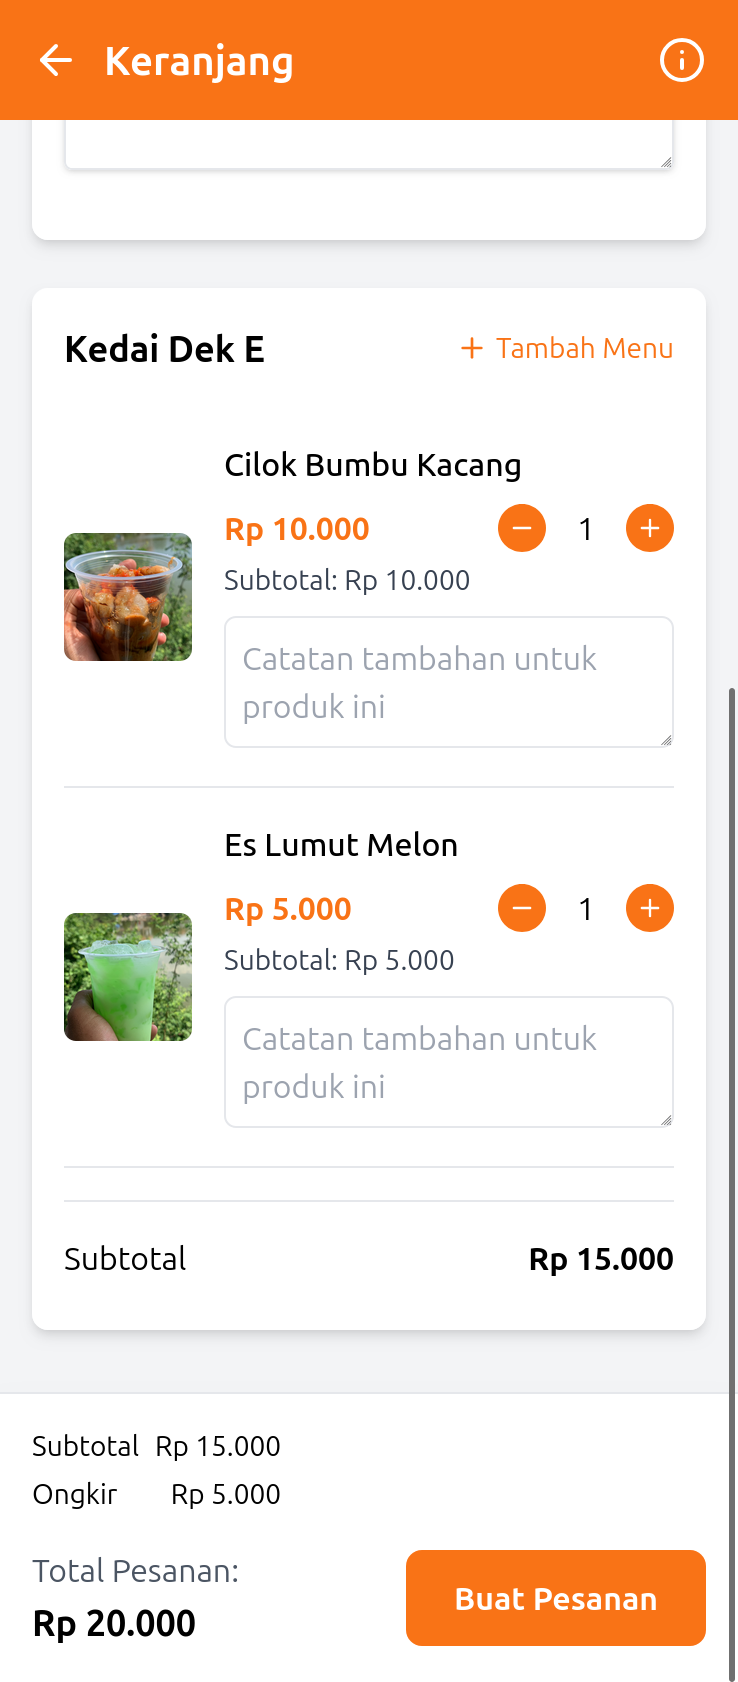 Keranjang
Kedai Dek E
+ Tambah Menu
Cilok Bumbu Kacang
Rp 10.000
1
Subtotal: Rp 10.000
Catatan tambahan untuk
produk ini
Es Lumut Melon
Rp 5.000
1
Subtotal: Rp 5.000
Catatan tambahan untuk
produk ini
Subtotal Rp 15.000
Subtotal Rp 15.000
Ongkir Rp 5.000
Total Pesanan:
Rp 20.000
Buat Pesanan